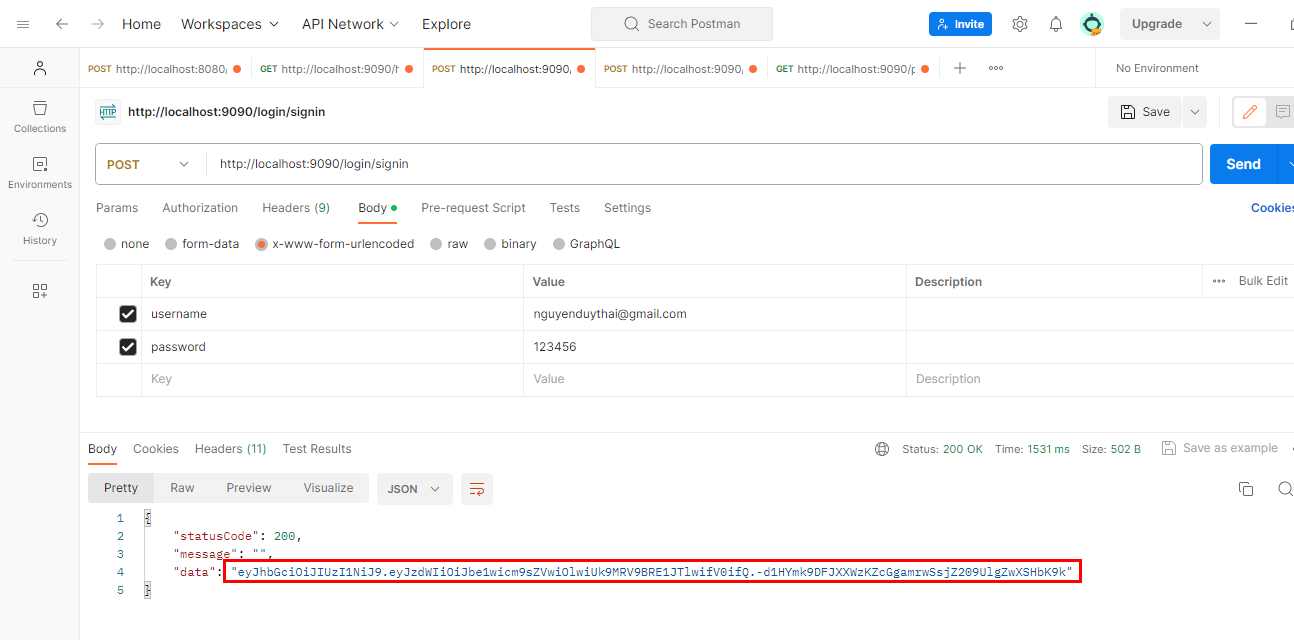 Home Workspaces API Network Explore Search Postman Invite Upgrade
POST http://localhost:8080/ GET http://localhost:9090/h POST http://localhost:9090/ POST http://localhost:9090/ GET http://localhost:9090/p No Environment
HTTP http://localhost:9090/login/signin Save
Collections
POST http://localhost:9090/login/signin Send
Environments
Params Authorization Headers (9) Body Pre-request Script Tests Settings Cookies
History
none form-data x-www-form-urlencoded raw binary GraphQL
Key Value Description Bulk Edit
username nguyenduythai@gmail.com
password 123456
Key Value Description
Body Cookies Headers (11) Test Results Status: 200 OK Time: 1531 ms Size: 502 B Save as example
Pretty Raw Preview Visualize JSON
1 {
2 "statusCode": 200,
3 "message": "",
4 "data": "eyJhbGciOiJIUzI1NiJ9.eyJzdWIiOiJbe1wicm9sZVwiOlwiUk9MRV9BRE1JTlwifV0ifQ.-d1HYmk9DFJXXWzKZcGgamrwSsjZ209UlgZwXSHbK9k"
5 }